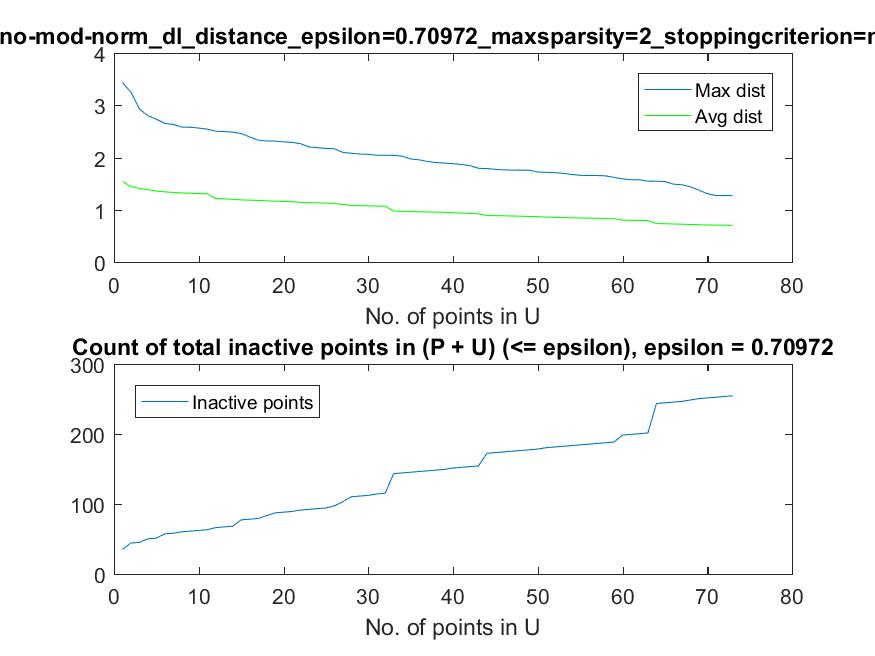 no-mod-norm_dl_distance_epsilon=0.70972_maxsparsity=2_stoppingcriterion=
4
3
2
1
0
Max dist
Avg dist
0 10 20 30 40 50 60 70 80
No. of points in U
Count of total inactive points in (P + U) (<= epsilon), epsilon = 0.70972
300
200
100
0
Inactive points
0 10 20 30 40 50 60 70 80
No. of points in U